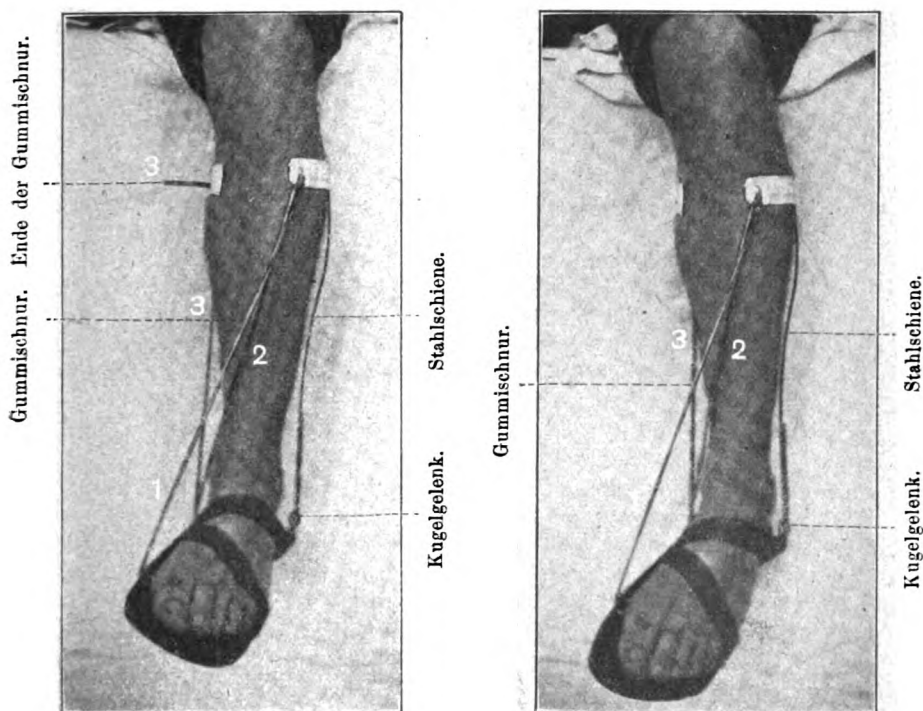 Gummischnur. Ende der Gummischnur.
3
3
2
1
Stahlschiene.
Kugelgelenk.
Gummischnur.
3
2
Stahlschiene.
Kugelgelenk.